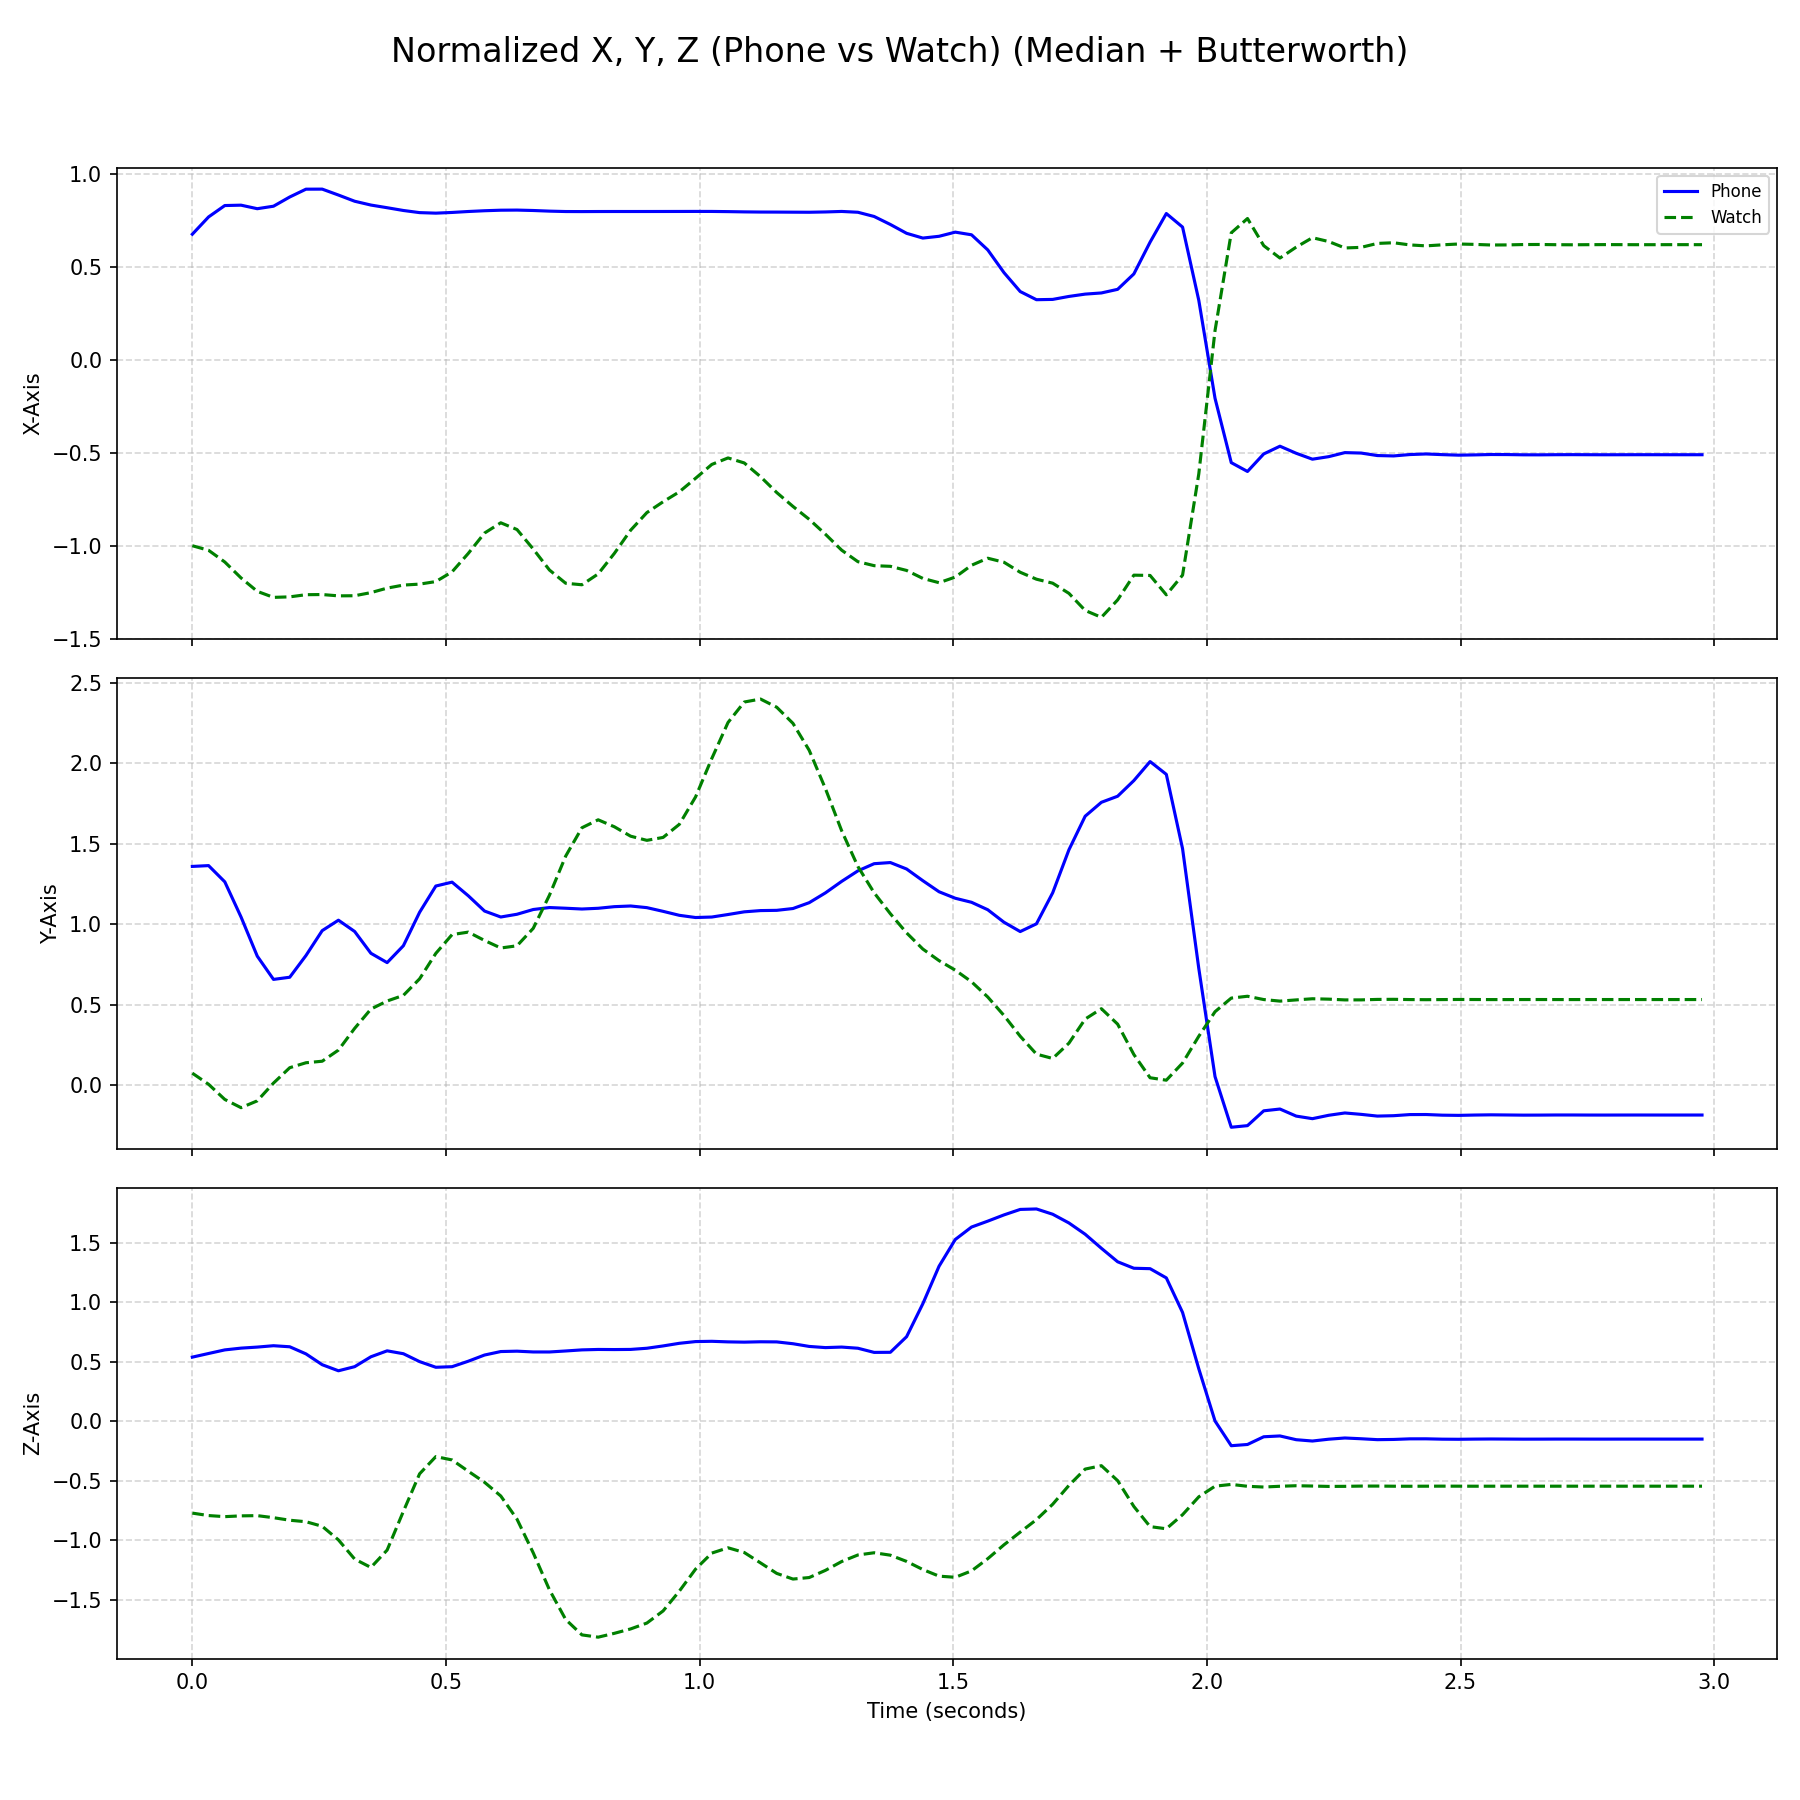 Normalized X, Y, Z (Phone vs Watch) (Median + Butterworth)
1.0
0.5
0.0
−0.5
−1.0
−1.5
X-Axis
Phone
Watch
2.5
2.0
1.5
1.0
0.5
0.0
Y-Axis
1.5
1.0
0.5
0.0
−0.5
−1.0
−1.5
Z-Axis
0.0 0.5 1.0 1.5 2.0 2.5 3.0
Time (seconds)